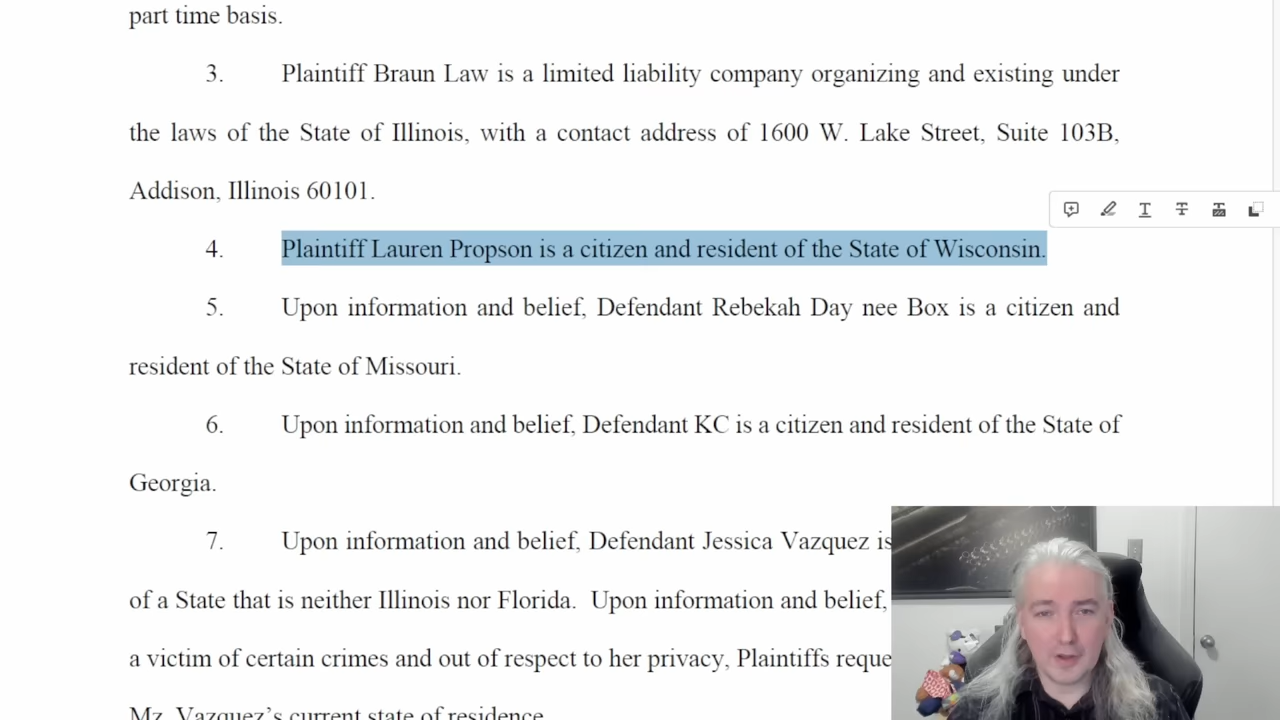 part time basis.
3. Plaintiff Braun Law is a limited liability company organizing and existing under
the laws of the State of Illinois, with a contact address of 1600 W. Lake Street, Suite 103B,
Addison, Illinois 60101.
4. Plaintiff Lauren Propson is a citizen and resident of the State of Wisconsin.
5. Upon information and belief, Defendant Rebekah Day nee Box is a citizen and
resident of the State of Missouri.
6. Upon information and belief, Defendant KC is a citizen and resident of the State of
Georgia.
7. Upon information and belief, Defendant Jessica Vazquez is
of a State that is neither Illinois nor Florida. Upon information and belief,
a victim of certain crimes and out of respect to her privacy, Plaintiffs reque
Mz. Vazquez's current state of residence